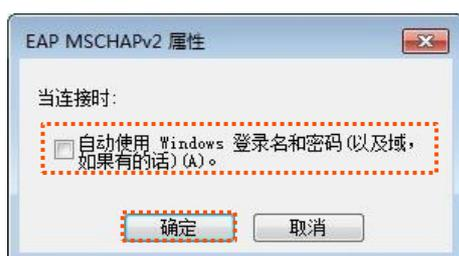 EAP MSCHAPv2 属性
当连接时:
自动使用 Windows 登录名和密码(以及域,
如果有的话)(A)。
确定
取消